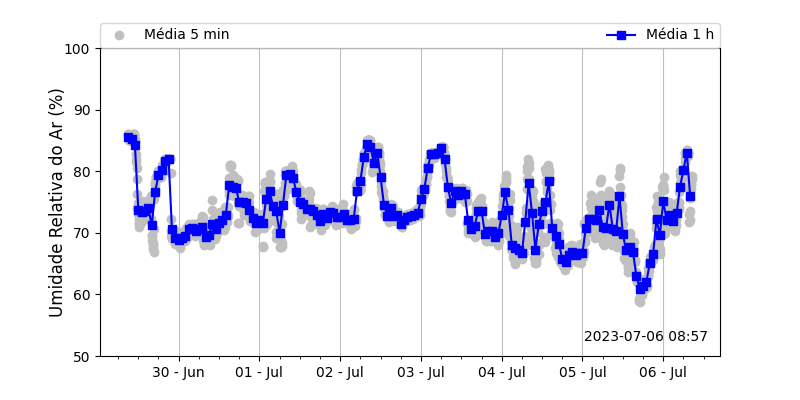 Média 5 min
Média 1 h
Umidade Relativa do Ar (%)
100
90
80
70
60
50
2023-07-06 08:57
30 - Jun
01 - Jul
02 - Jul
03 - Jul
04 - Jul
05 - Jul
06 - Jul